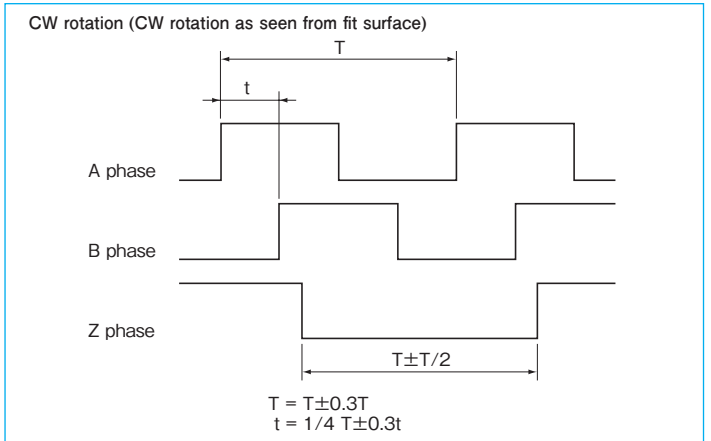 CW rotation (CW rotation as seen from fit surface)
T
t
A phase
B phase
Z phase
T±T/2
T = T±0.3T
t = 1/4 T±0.3t